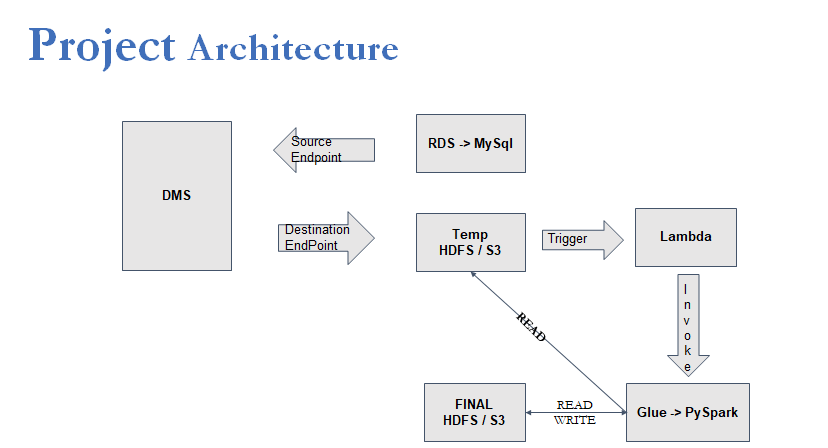 Project Architecture
RDS -> MySql
Source
Endpoint
DMS
Destination
EndPoint
Temp
HDFS / S3
Trigger
Lambda
I
n
v
o
k
e
READ
FINAL
HDFS / S3
READ
WRITE
Glue -> PySpark